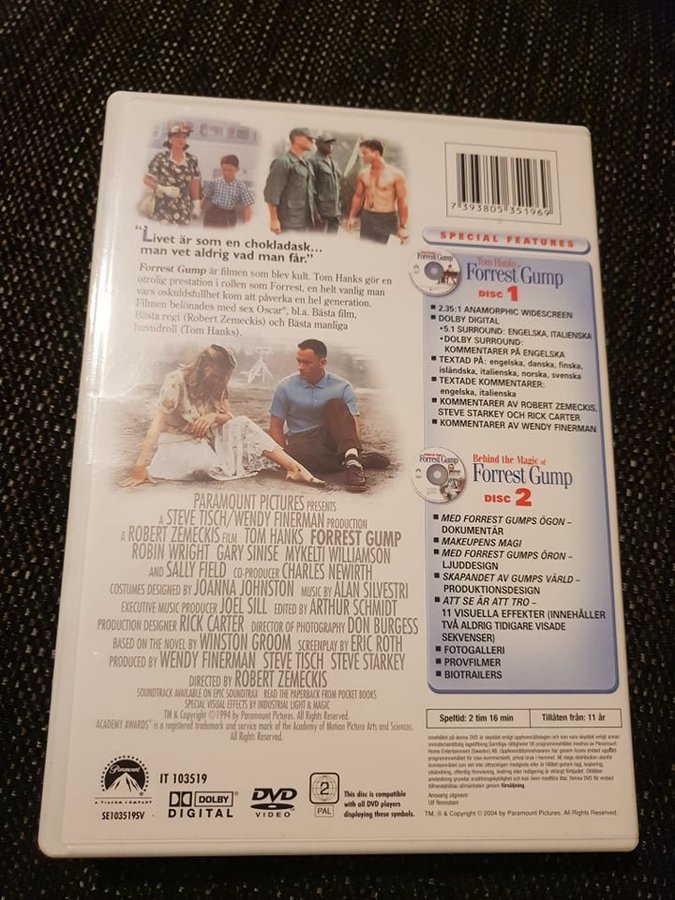 "Livet är som en chokladask...
man vet aldrig vad man får."
Forrest Gump är filmen som blev kult. Tom Hanks gör en
otrolig prestation i rollen som Forrest, en helt vanlig man
vars oskuldsfullhet kom att påverka en hel generation.
Filmen belönades med sex Oscar®, bl.a. Bästa film,
Bästa regi (Robert Zemeckis) och Bästa manliga
huvudroll (Tom Hanks).
PARAMOUNT PICTURES PRESENTS
A STEVE TISCH/WENDY FINERMAN PRODUCTION
A ROBERT ZEMECKIS FILM TOM HANKS FORREST GUMP
ROBIN WRIGHT GARY SINISE MYKELTI WILLIAMSON
AND SALLY FIELD CO-PRODUCER CHARLES NEWIRTH
COSTUMES DESIGNED BY JOANNA JOHNSTON MUSIC BY ALAN SILVESTRI
EXECUTIVE MUSIC PRODUCER JOEL SILL EDITED BY ARTHUR SCHMIDT
PRODUCTION DESIGNER RICK CARTER DIRECTOR OF PHOTOGRAPHY DON BURGESS
BASED ON THE NOVEL BY WINSTON GROOM SCREENPLAY BY ERIC ROTH
PRODUCED BY WENDY FINERMAN STEVE TISCH STEVE STARKEY
DIRECTED BY ROBERT ZEMECKIS
SOUNDTRACK AVAILABLE ON EPIC SOUNDTRAX READ THE PAPERBACK FROM POCKET BOOKS
SPECIAL VISUAL EFFECTS BY INDUSTRIAL LIGHT & MAGIC
TM & Copyright ©1994 by Paramount Pictures. All Rights Reserved.
ACADEMY AWARDS® is a registered trademark and service mark of the Academy of Motion Picture Arts and Sciences.
All Rights Reserved.
Paramount
A VIACOM COMPANY
SE103519SV
IT 103519
DOLBY
DIGITAL
DVD
VIDEO
2
PAL
This disc is compatible
with all DVD players
displaying these symbols.
7 393805 351969
SPECIAL FEATURES
Forrest Gump
Tom Hanks
Forrest Gump
DISC 1
2.35:1 ANAMORPHIC WIDESCREEN
DOLBY DIGITAL
•5.1 SURROUND: ENGELSKA, ITALIENSKA
•DOLBY SURROUND:
KOMMENTARER PÅ ENGELSKA
TEXTAD PÅ: engelska, danska, finska,
isländska, italienska, norska, svenska
TEXTADE KOMMENTARER:
engelska, italienska
KOMMENTARER AV ROBERT ZEMECKIS,
STEVE STARKEY OCH RICK CARTER
KOMMENTARER AV WENDY FINERMAN
Forrest Gump
Behind the Magic of
Forrest Gump
DISC 2
MED FORREST GUMPS ÖGON –
DOKUMENTÄR
MAKEUPENS MAGI
MED FORREST GUMPS ÖRON –
LJUDDESIGN
SKAPANDET AV GUMPS VÄRLD –
PRODUKTIONSDESIGN
ATT SE ÄR ATT TRO –
11 VISUELLA EFFEKTER (INNEHÅLLER
TVÅ ALDRIG TIDIGARE VISADE
SEKVENSER)
FOTOGALLERI
PROVFILMER
BIOTRAILERS
Speltid: 2 tim 16 min
Tillåten från: 11 år
Ansvarig utgivare:
TM, ® & Copyright © 2004 by Paramount Pictures. All Rights Reserved.